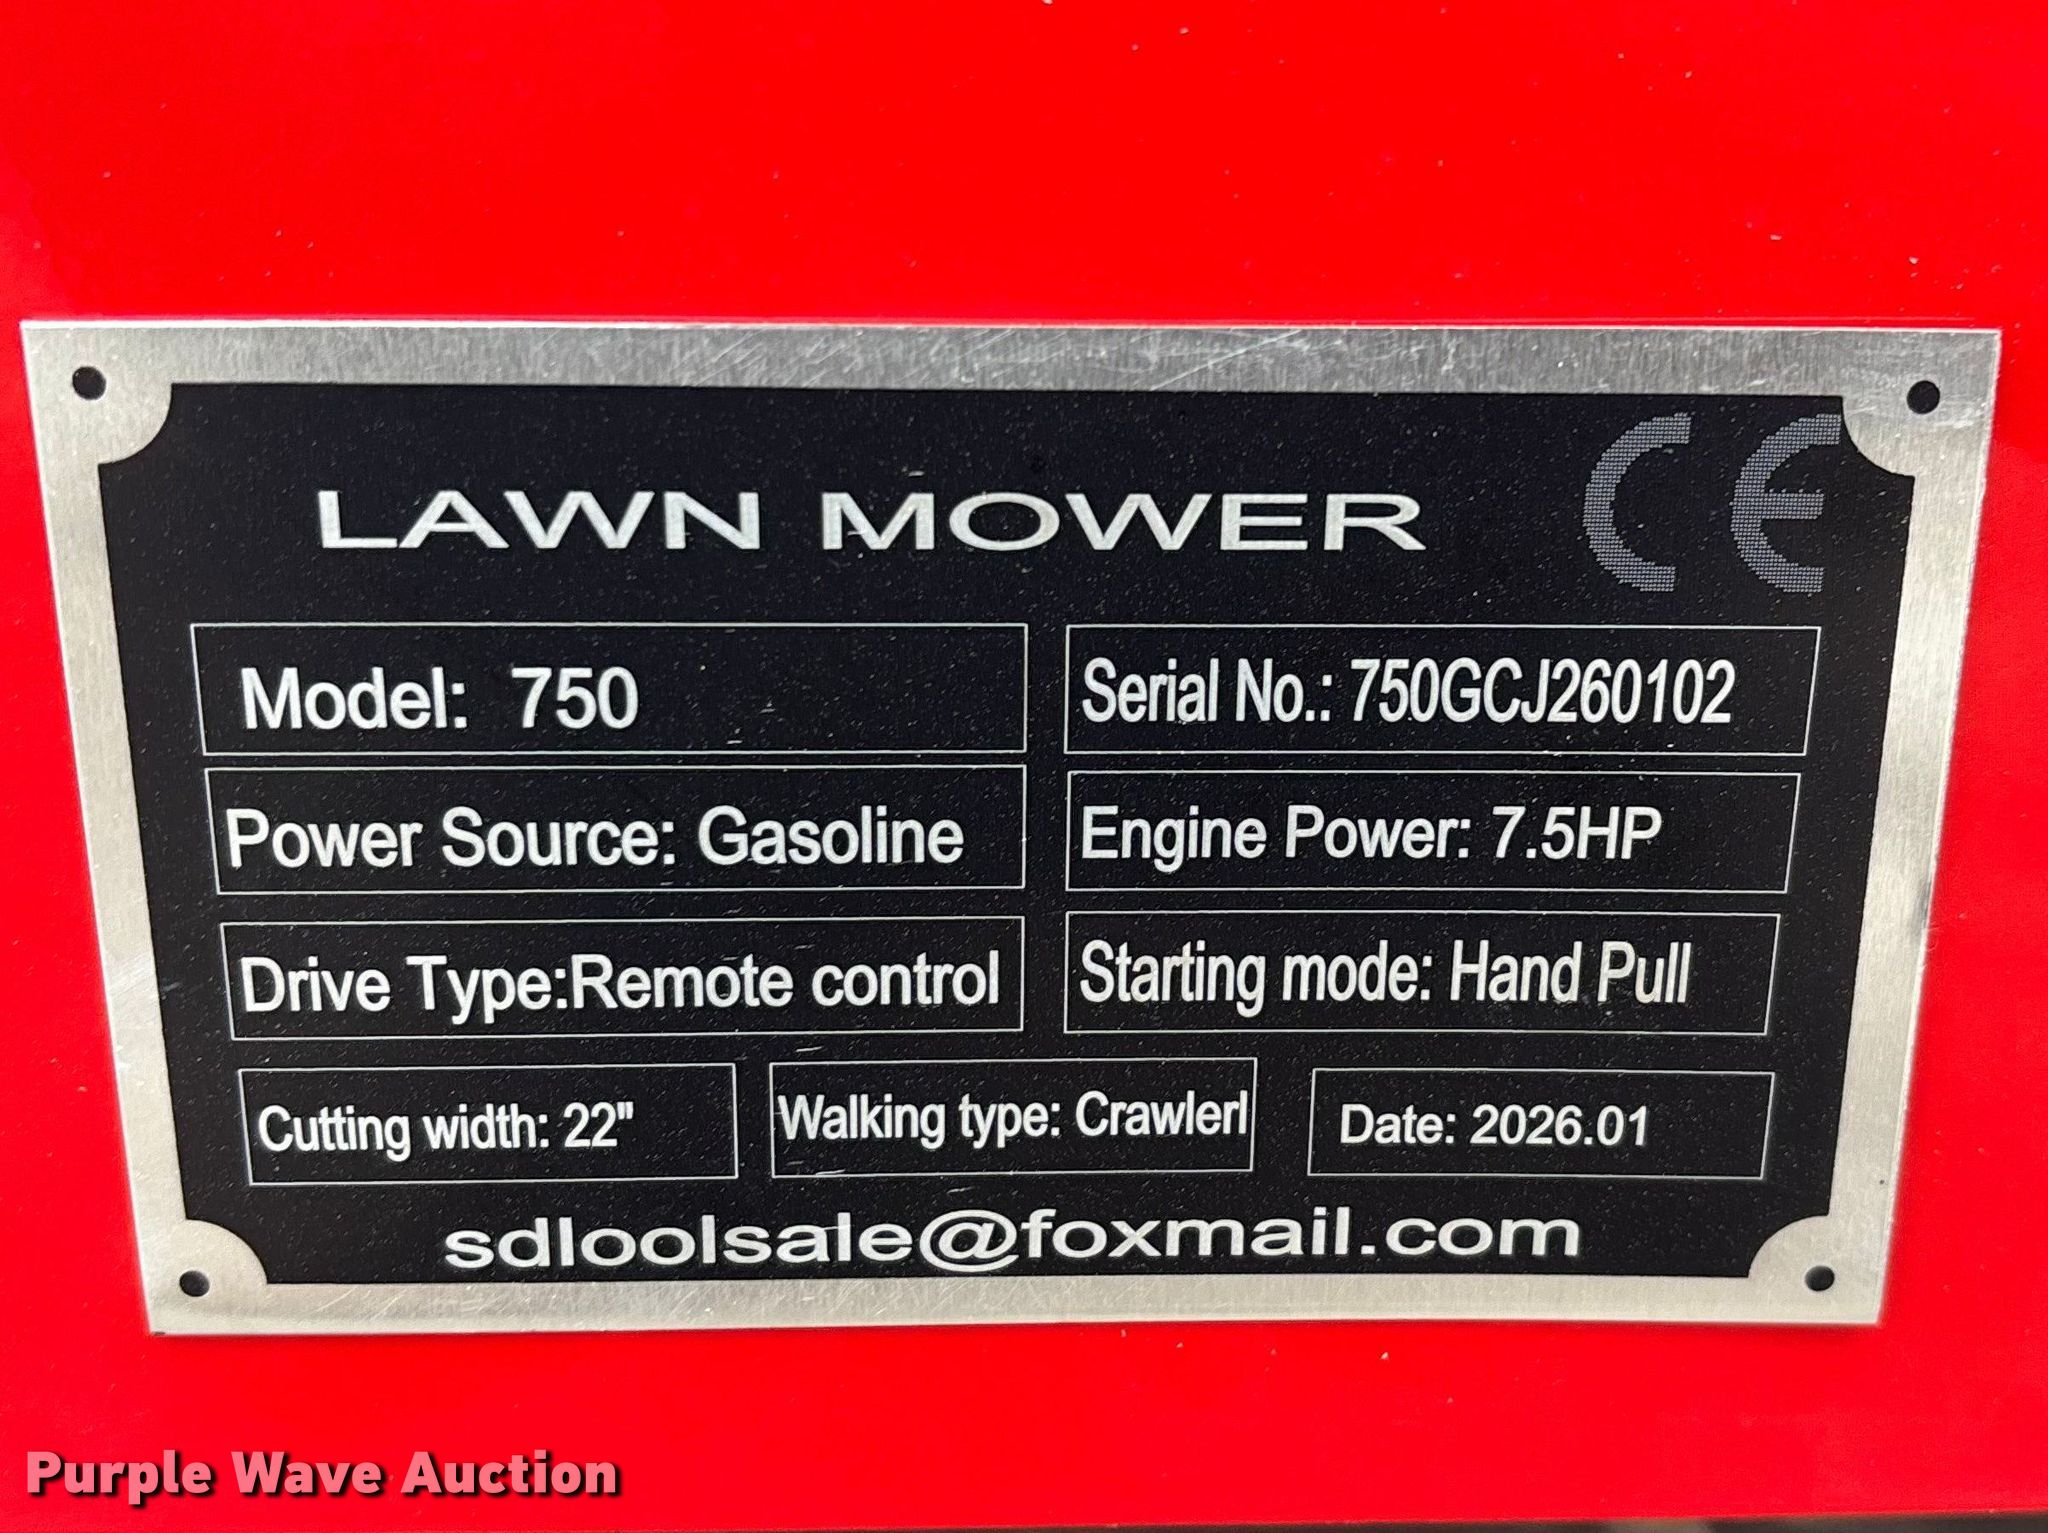 LAWN MOWER CE
Model: 750 Serial No.: 750GCJ260102
Power Source: Gasoline Engine Power: 7.5HP
Drive Type:Remote control Starting mode: Hand Pull
Cutting width: 22" Walking type: Crawlerl Date: 2026.01
sdloolsale@foxmail.com
Purple Wave Auction